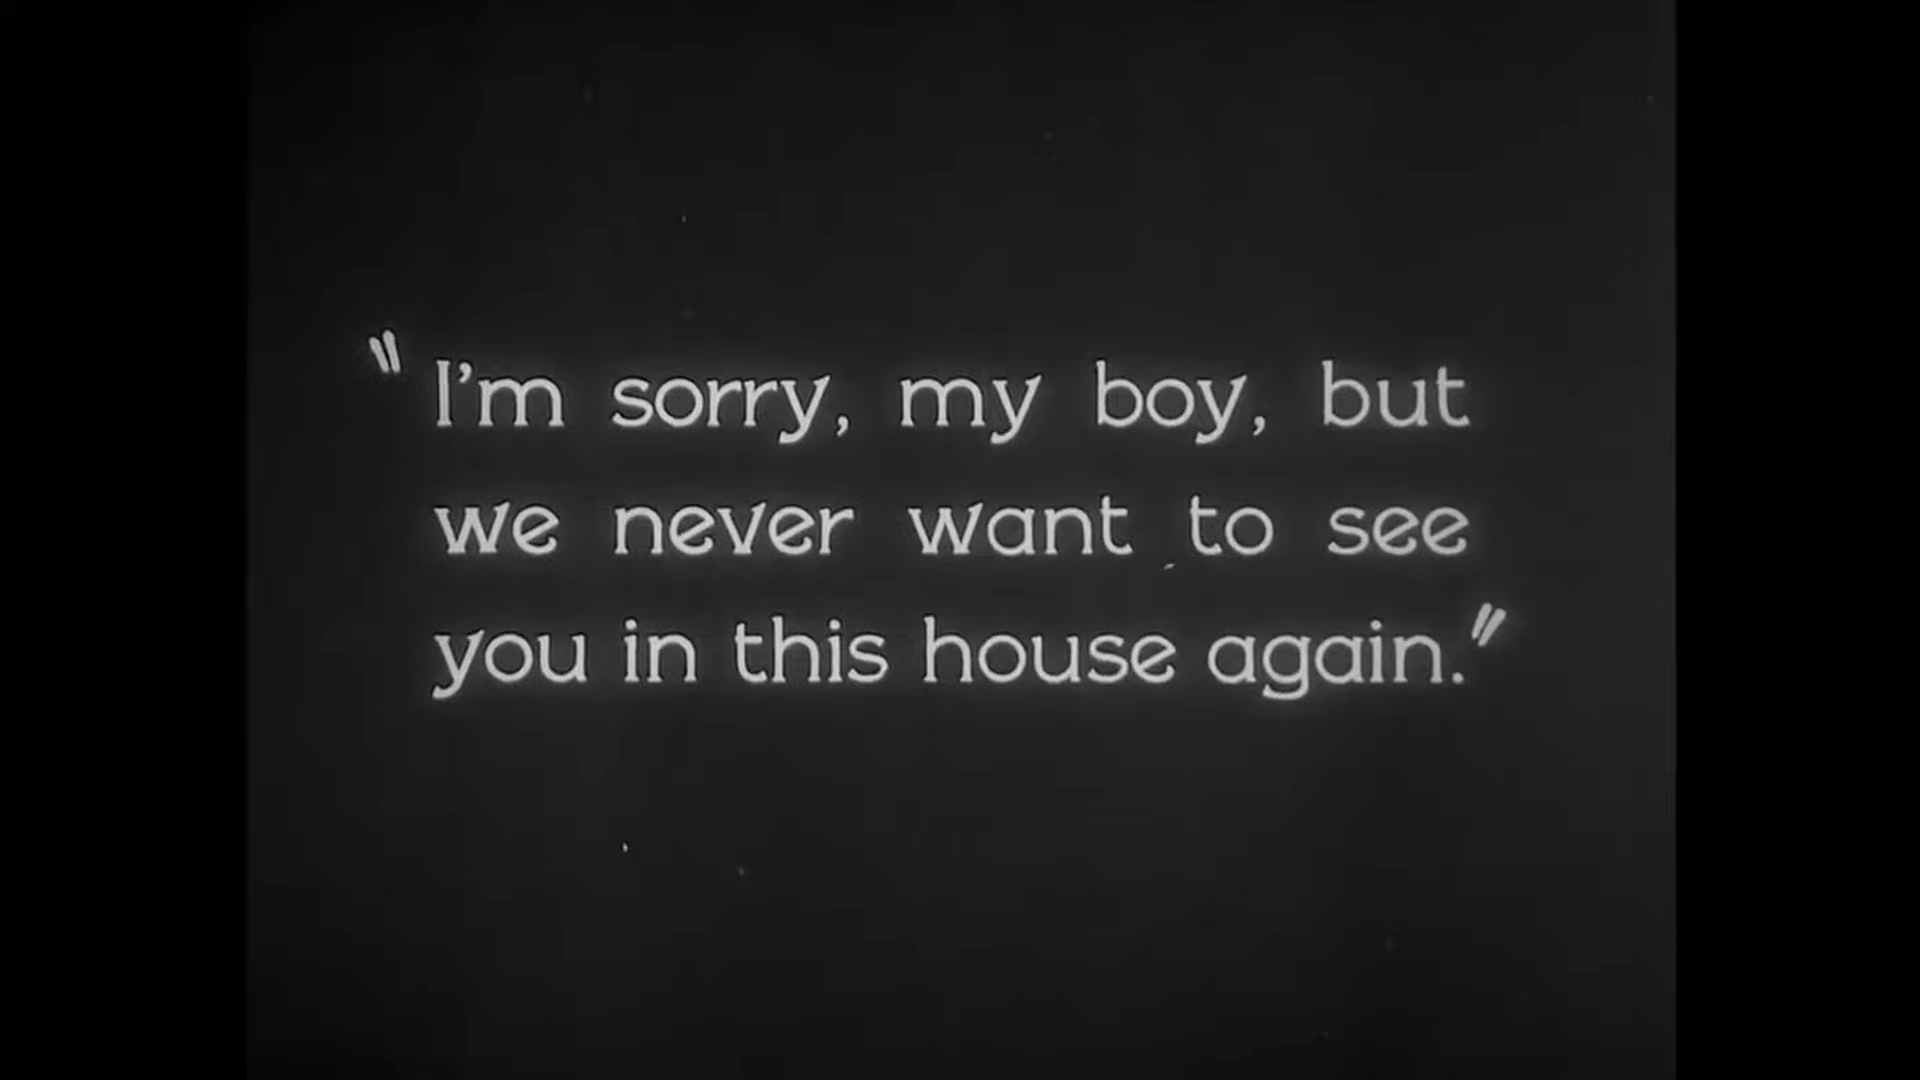 "I'm sorry, my boy, but
we never want to see
you in this house again."